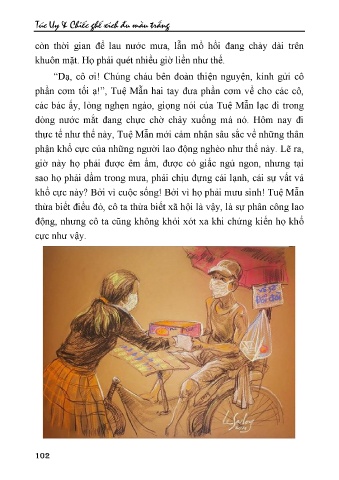 Túc Uy & Chiếc ghế xích đu màu trắng
còn thời gian để lau nước mưa, lẫn mồ hôi đang chảy dài trên
khuôn mặt. Họ phải quét nhiều giờ liền như thế.
“Dạ, cô ơi! Chúng cháu bên đoàn thiện nguyện, kính gửi cô
phần cơm tối ạ!”, Tuệ Mẫn hai tay đưa phần cơm về cho các cô,
các bác ấy, lòng nghẹn ngào, giọng nói của Tuệ Mẫn lạc đi trong
dòng nước mắt đang chực chờ chảy xuống má nó. Hôm nay đi
thực tế như thế này, Tuệ Mẫn mới cảm nhận sâu sắc về những thân
phận khổ cực của những người lao động nghèo như thế này. Lẽ ra,
giờ này họ phải được êm ấm, được có giấc ngủ ngon, nhưng tại
sao họ phải dầm trong mưa, phải chịu đựng cái lạnh, cái sự vất vả
khổ cực này? Bởi vì cuộc sống! Bởi vì họ phải mưu sinh! Tuệ Mẫn
thừa biết điều đó, cô ta thừa biết xã hội là vậy, là sự phân công lao
động, nhưng cô ta cũng không khỏi xót xa khi chứng kiến họ khổ
cực như vậy.
VÉ SỐ
102